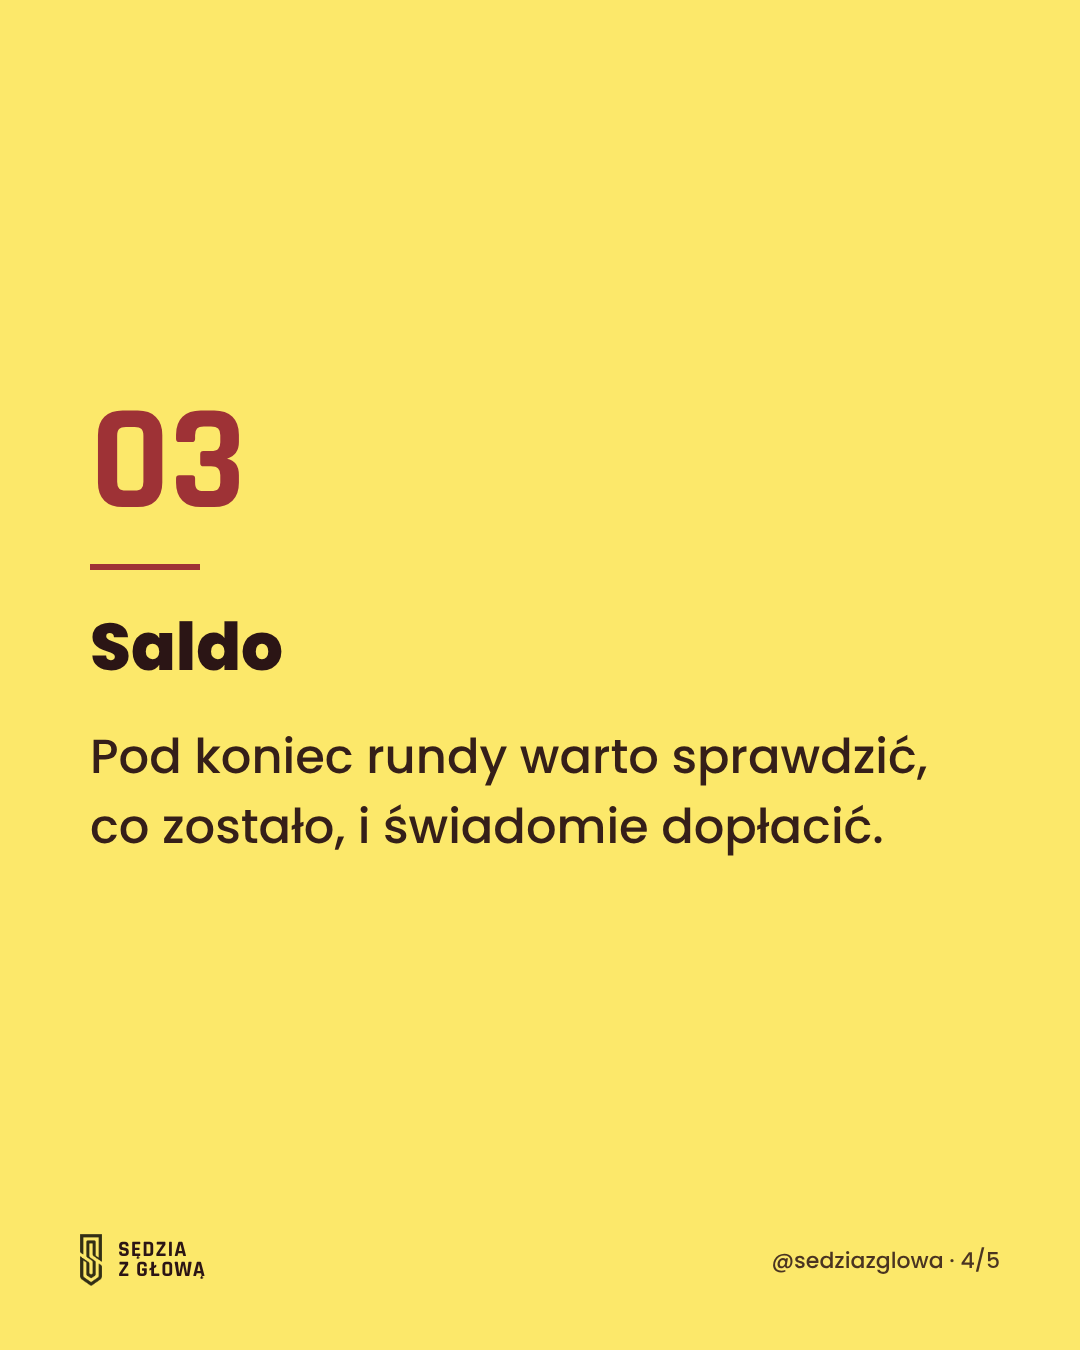 03
Saldo
Pod koniec rundy warto sprawdzić,
co zostało, i świadomie dopłacić.
SĘDZIA
Z GŁOWĄ
@sedziazglowa · 4/5